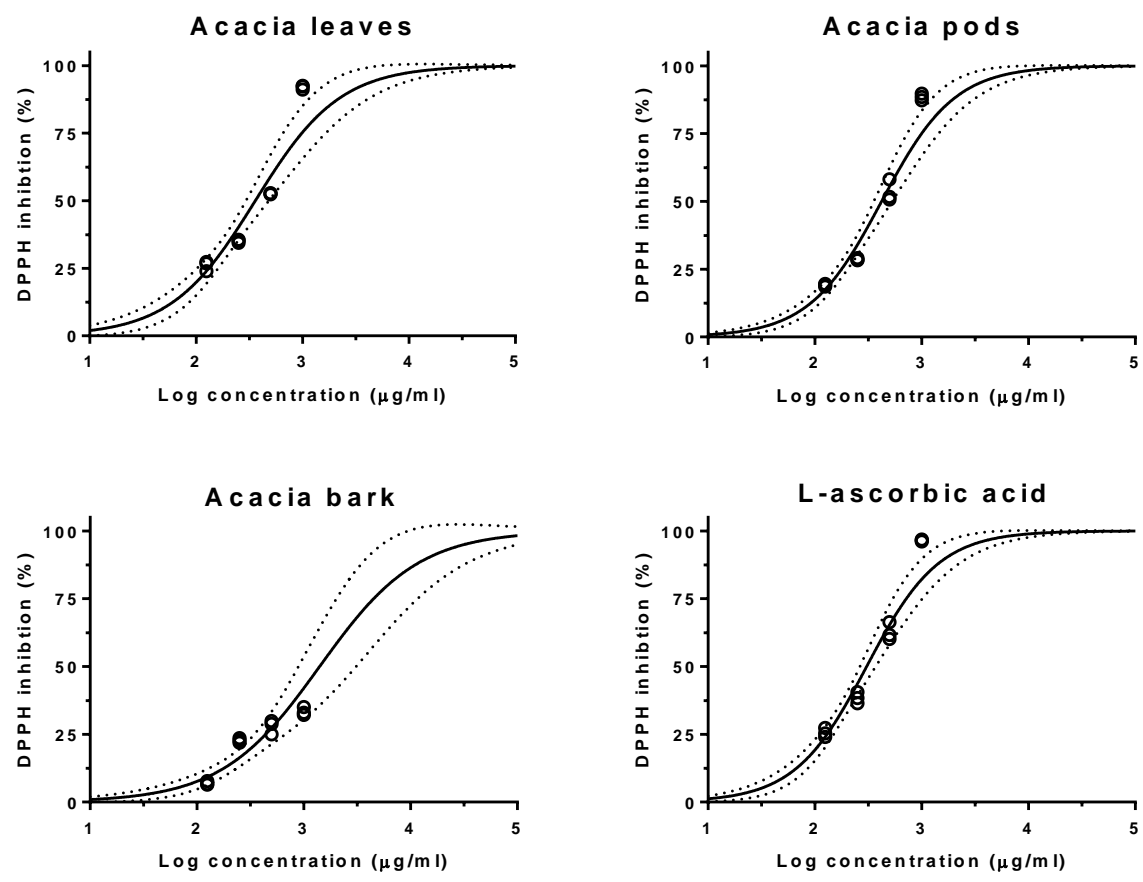 Acacia leaves
100
75
50
25
0
DPPH inhibtion (%)
1 2 3 4 5
Log concentration (μg/ml)
Acacia pods
100
75
50
25
0
DPPH inhibtion (%)
1 2 3 4 5
Log concentration (μg/ml)
Acacia bark
100
75
50
25
0
DPPH inhibtion (%)
1 2 3 4 5
Log concentration (μg/ml)
L-ascorbic acid
100
75
50
25
0
DPPH inhibtion (%)
1 2 3 4 5
Log concentration (μg/ml)